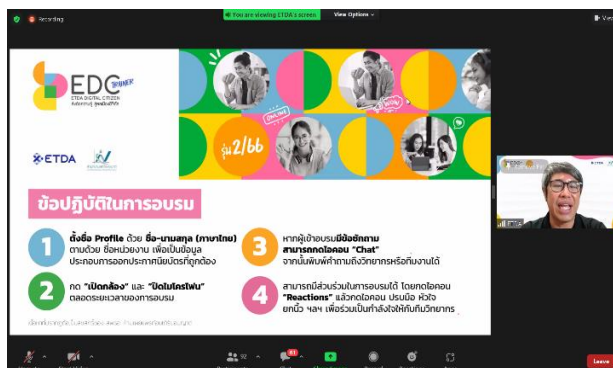 Recording
You are viewing ETDA's screen
View Options
View
EDC TRAINER
ETDA DIGITAL CITIZEN
ETDA
ONLINE
WOW
รุ่น 2/66
ข้อปฏิบัติในการอบรม
1
ตั้งชื่อ Profile ด้วย ชื่อ-นามสกุล (ภาษาไทย)
ตามด้วย ชื่อหน่วยงาน เพื่อเป็นข้อมูล
ประกอบการออกประกาศนียบัตรที่ถูกต้อง
2
กด "เปิดกล้อง" และ "ปิดไมโครโฟน"
ตลอดระยะเวลาของการอบรม
3
หากผู้เข้าอบรมมีข้อซักถาม
สามารถกดไอคอน "Chat"
จากนั้นพิมพ์คำถามถึงวิทยากรหรือทีมงานได้
4
สามารถมีส่วนร่วมในการอบรมได้ โดยกดไอคอน
"Reactions" แล้วกดไอคอน ปรบมือ หัวใจ
ยกนิ้ว ฯลฯ เพื่อร่วมเป็นกำลังใจให้กับทีมวิทยากร
92
Leave